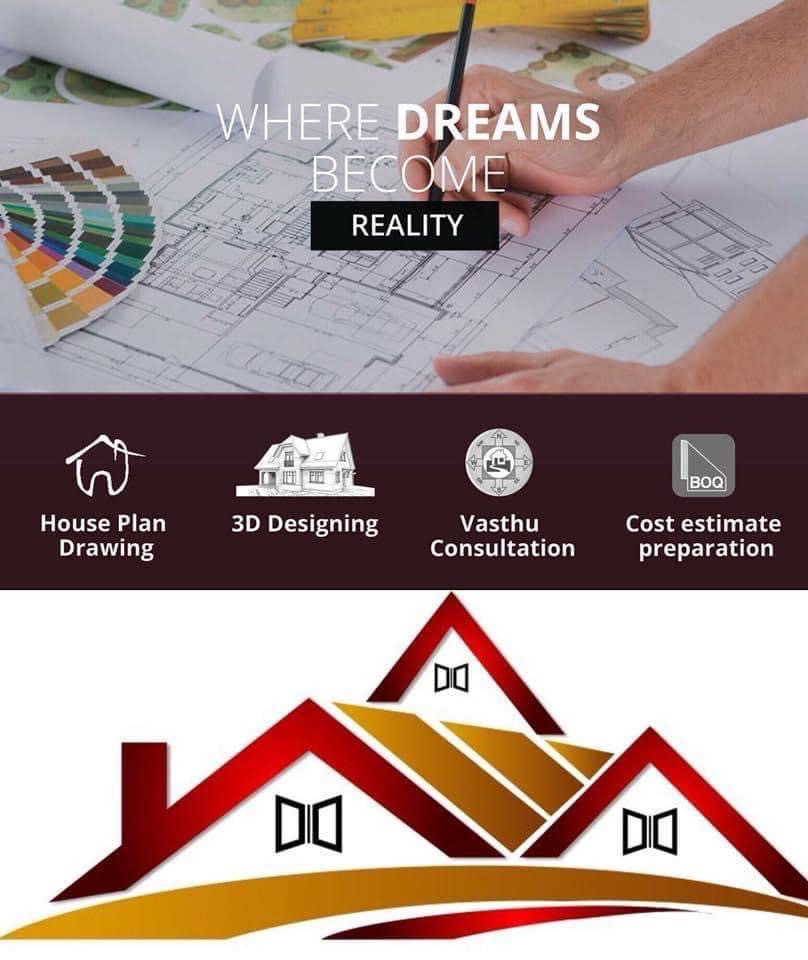 WHERE DREAMS
BECOME
REALITY
House Plan
Drawing
3D Designing
N
W
E
S
Vasthu
Consultation
BOQ
Cost estimate
preparation